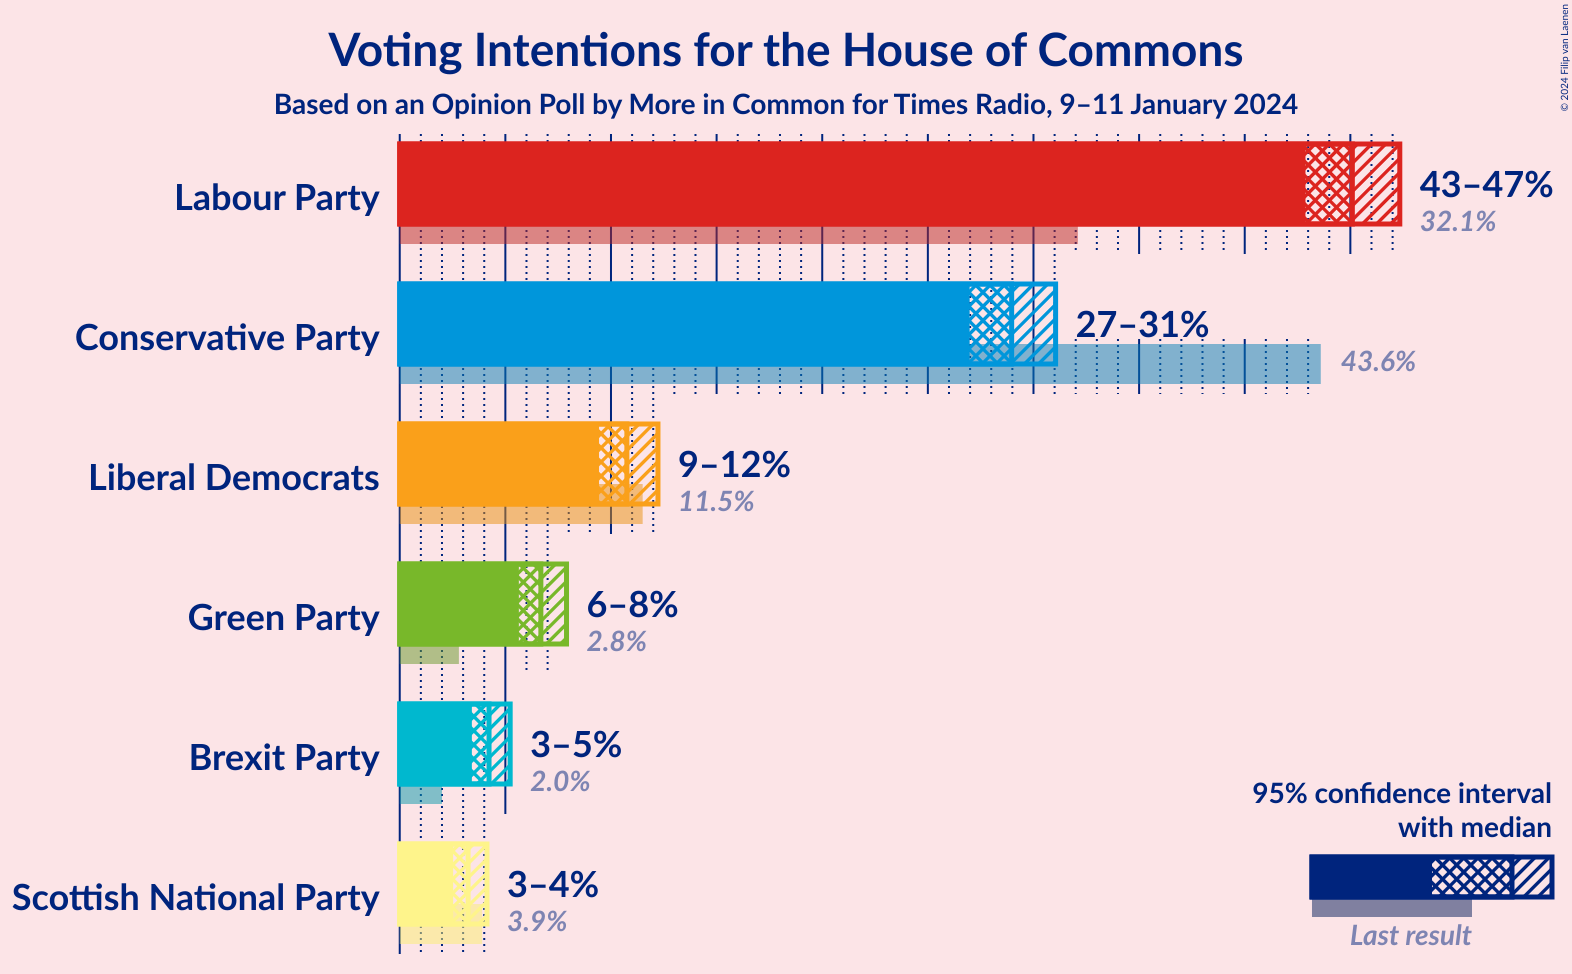 Voting Intentions for the House of Commons
Based on an Opinion Poll by More in Common for Times Radio, 9–11 January 2024
© 2024 Filip van Laenen
Labour Party
43–47%
32.1%
Conservative Party
27–31%
43.6%
Liberal Democrats
9–12%
11.5%
Green Party
6–8%
2.8%
Brexit Party
3–5%
2.0%
Scottish National Party
3–4%
3.9%
95% confidence interval
with median
Last result